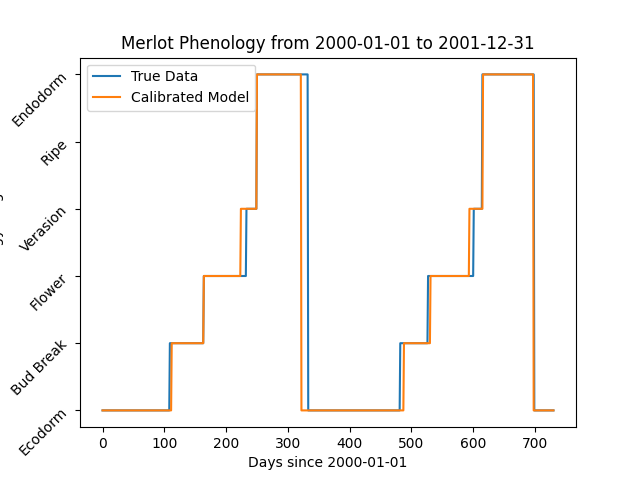 Merlot Phenology from 2000-01-01 to 2001-12-31
True Data
Calibrated Model
Endodorm
Ripe
Verasion
Flower
Bud Break
Ecodorm
0 100 200 300 400 500 600 700
Days since 2000-01-01